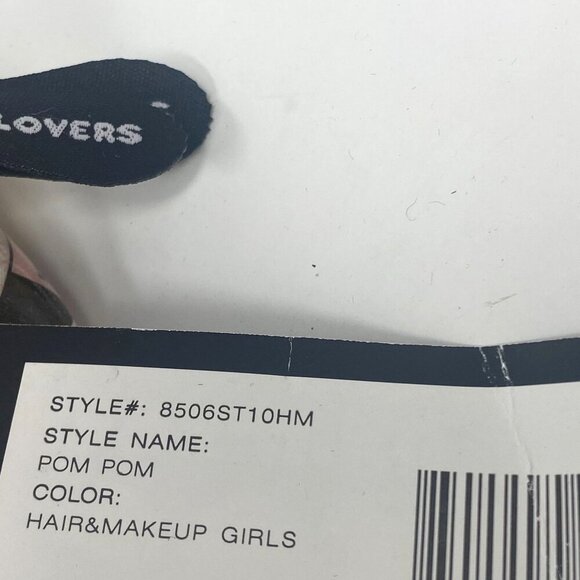 LOVERS
STYLE#: 8506ST10HM
STYLE NAME:
POM POM
COLOR:
HAIR&MAKEUP GIRLS